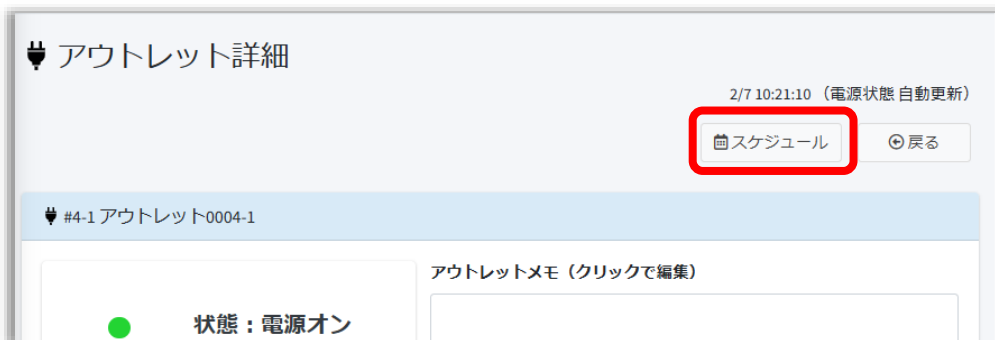 アウトレット詳細
2/7 10:21:10 （電源状態 自動更新）
スケジュール 戻る
#4-1 アウトレット0004-1
アウトレットメモ（クリックで編集）
状態：電源オン